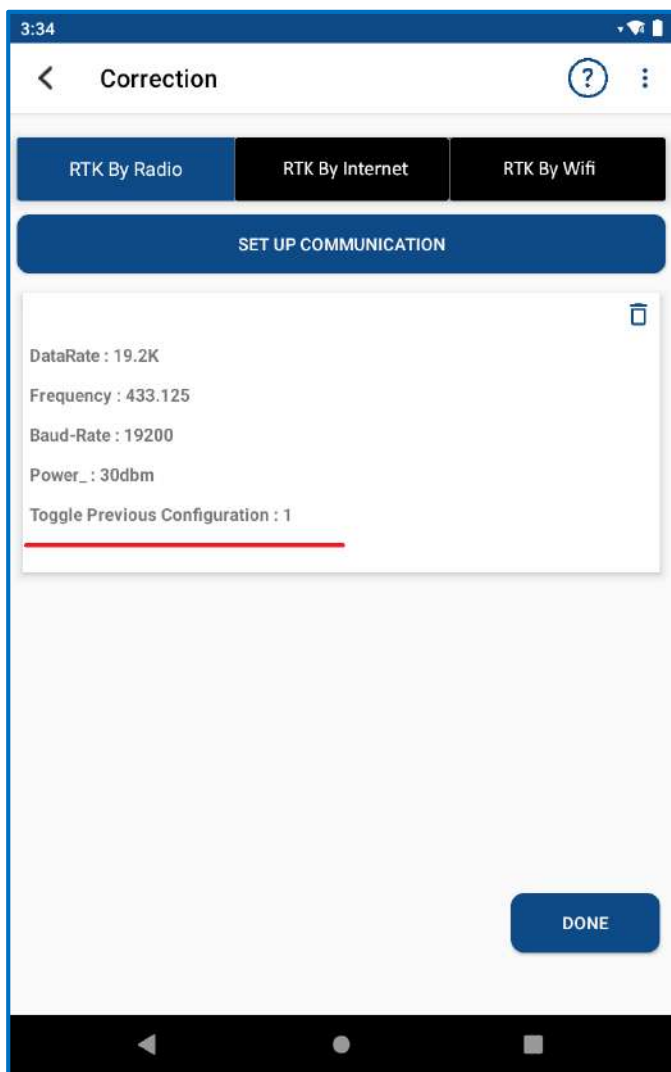 3:34
Correction
?
RTK By Radio
RTK By Internet
RTK By Wifi
SET UP COMMUNICATION
DataRate : 19.2K
Frequency : 433.125
Baud-Rate : 19200
Power_ : 30dbm
Toggle Previous Configuration : 1
DONE